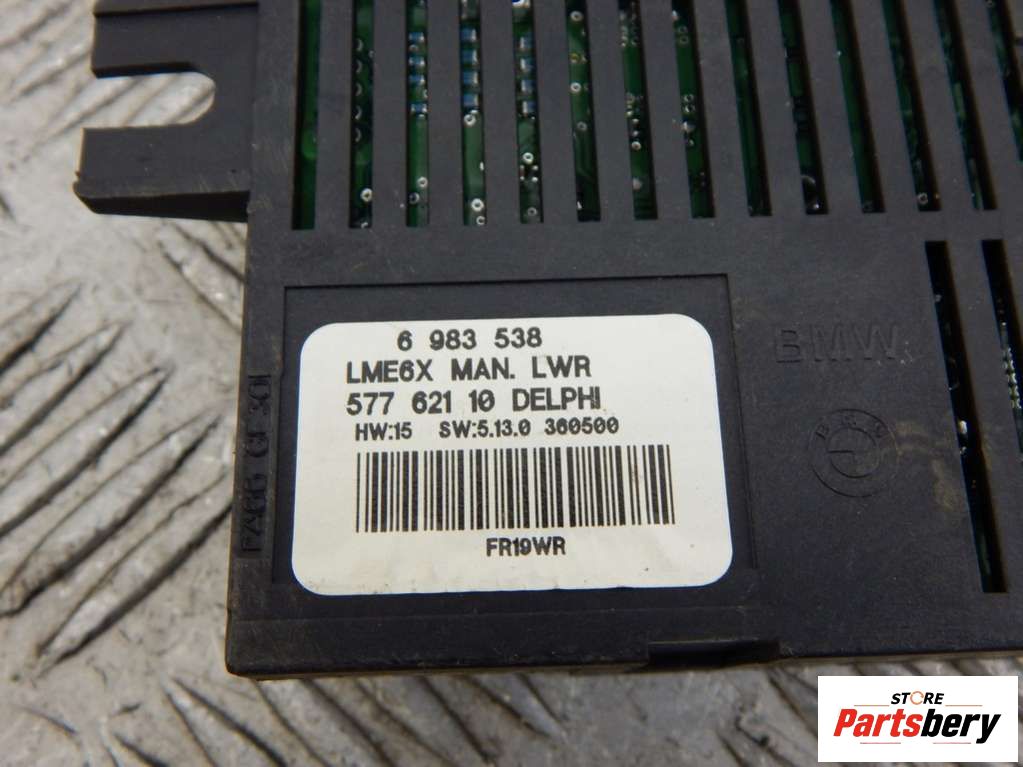 6 983 538
LME6X MAN. LWR
577 621 10 DELPHI
HW:15 SW:5.13.0 360500
FR19WR
BMW
BMW
STORE
Partsbery